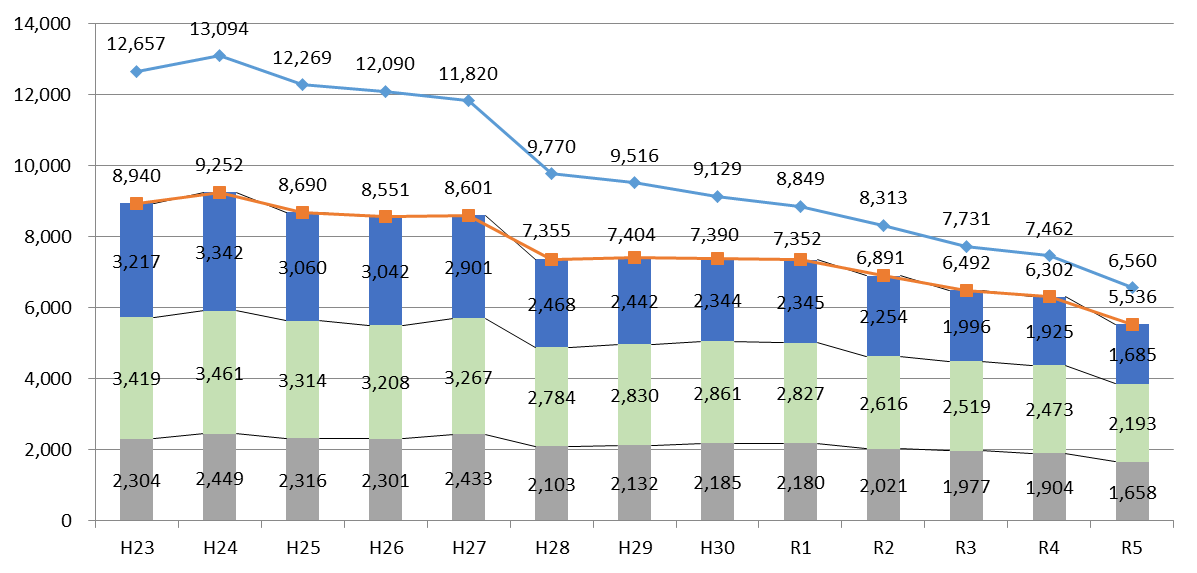 14,000
12,000
10,000
8,000
6,000
4,000
2,000
0
12,657 13,094 12,269 12,090 11,820 9,770 9,516 9,129 8,849 8,313 7,731 7,462 6,560
8,940 9,252 8,690 8,551 8,601 7,355 7,404 7,390 7,352 6,891 6,492 6,302 5,536
3,217 3,342 3,060 3,042 2,901 2,468 2,442 2,344 2,345 2,254 1,996 1,925 1,685
3,419 3,461 3,314 3,208 3,267 2,784 2,830 2,861 2,827 2,616 2,519 2,473 2,193
2,304 2,449 2,316 2,301 2,433 2,103 2,132 2,185 2,180 2,021 1,977 1,904 1,658
H23 H24 H25 H26 H27 H28 H29 H30 R1 R2 R3 R4 R5